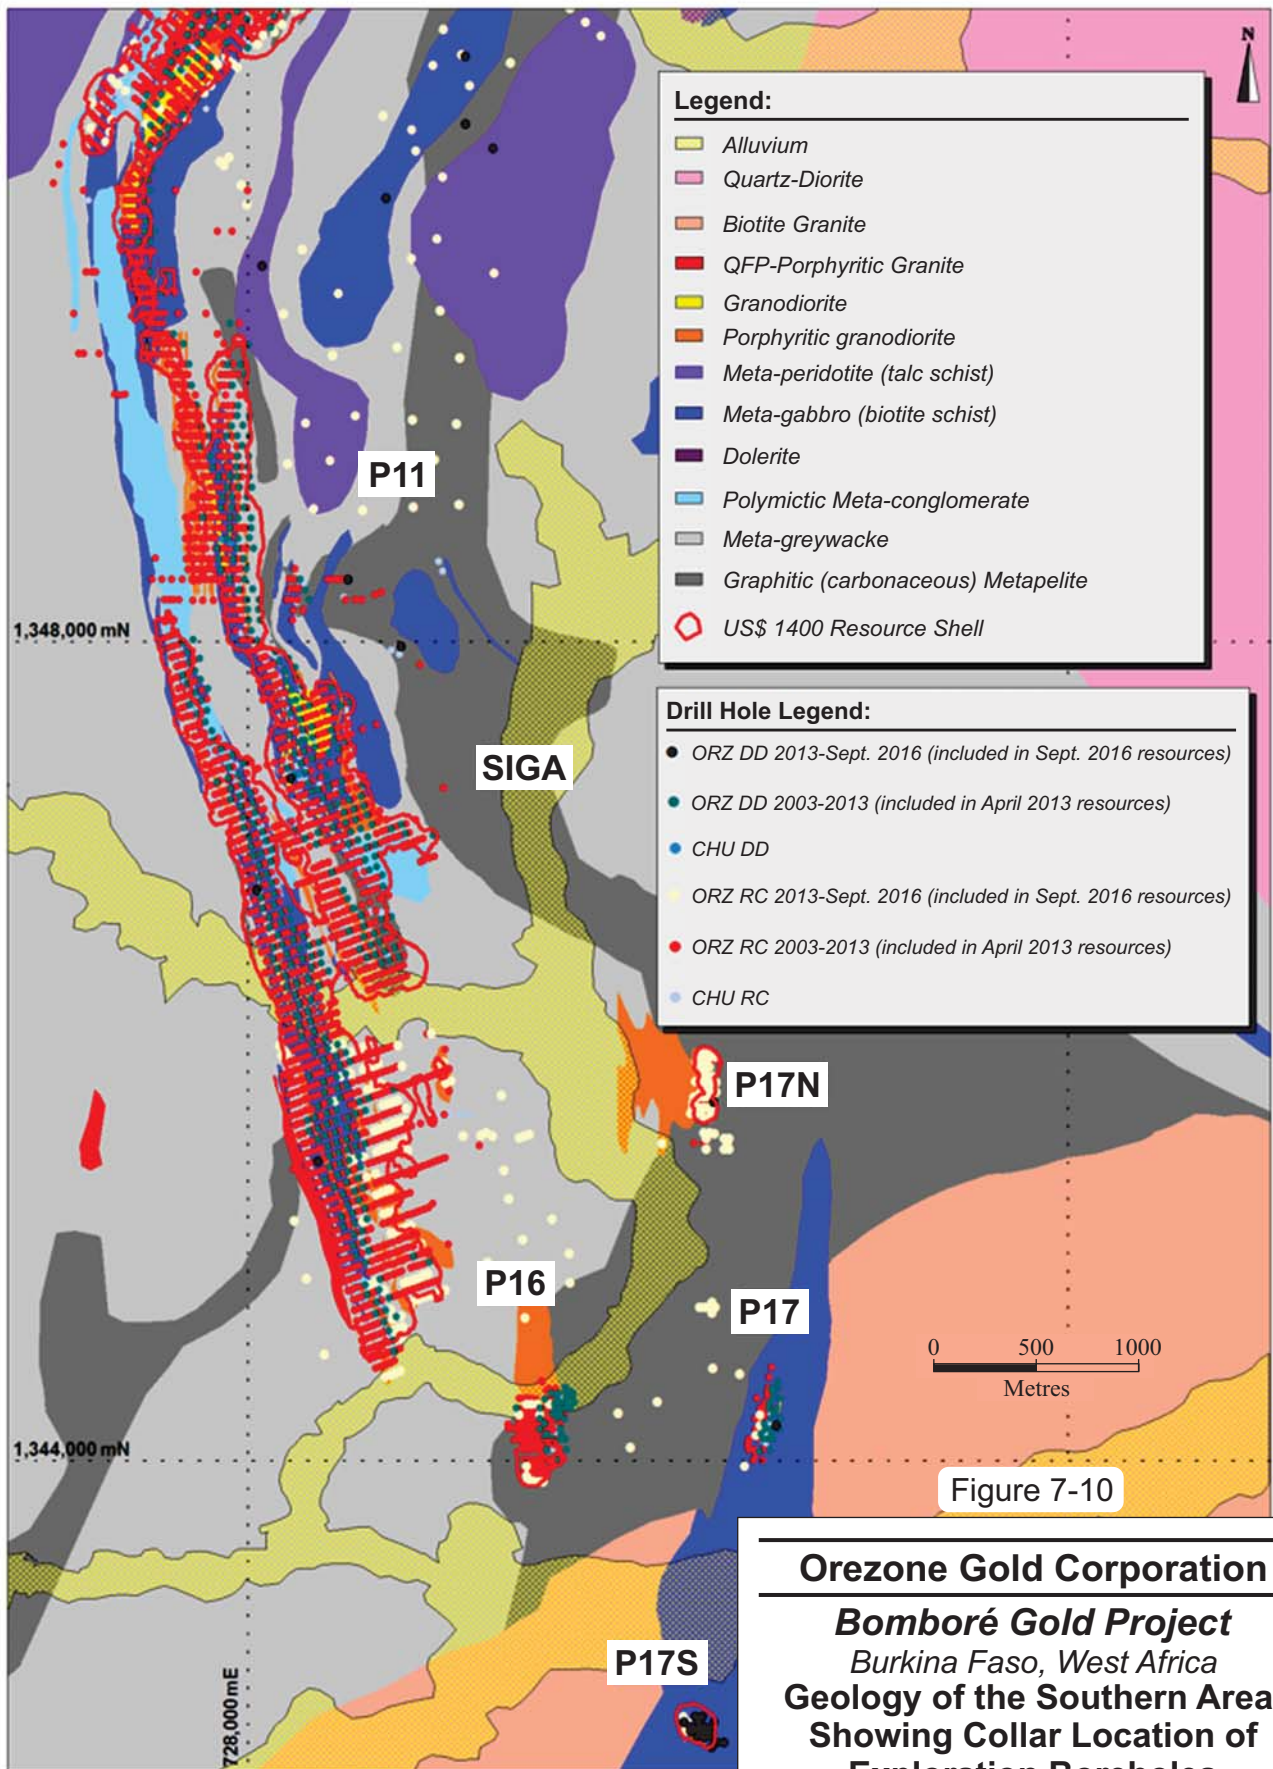 N
Legend:
Alluvium
Quartz-Diorite
Biotite Granite
QFP-Porphyritic Granite
Granodiorite
Porphyritic granodiorite
Meta-peridotite (talc schist)
Meta-gabbro (biotite schist)
Dolerite
Polymictic Meta-conglomerate
Meta-greywacke
Graphitic (carbonaceous) Metapelite
US$ 1400 Resource Shell
P11
1,348,000 mN
Drill Hole Legend:
ORZ DD 2013-Sept. 2016 (included in Sept. 2016 resources)
ORZ DD 2003-2013 (included in April 2013 resources)
CHU DD
ORZ RC 2013-Sept. 2016 (included in Sept. 2016 resources)
ORZ RC 2003-2013 (included in April 2013 resources)
CHU RC
SIGA
P17N
P16
P17
0 500 1000
Metres
1,344,000 mN
Figure 7-10
Orezone Gold Corporation
Bomboré Gold Project
Burkina Faso, West Africa
Geology of the Southern Area
Showing Collar Location of
Exploration Boreholes
P17S
728,000 mE